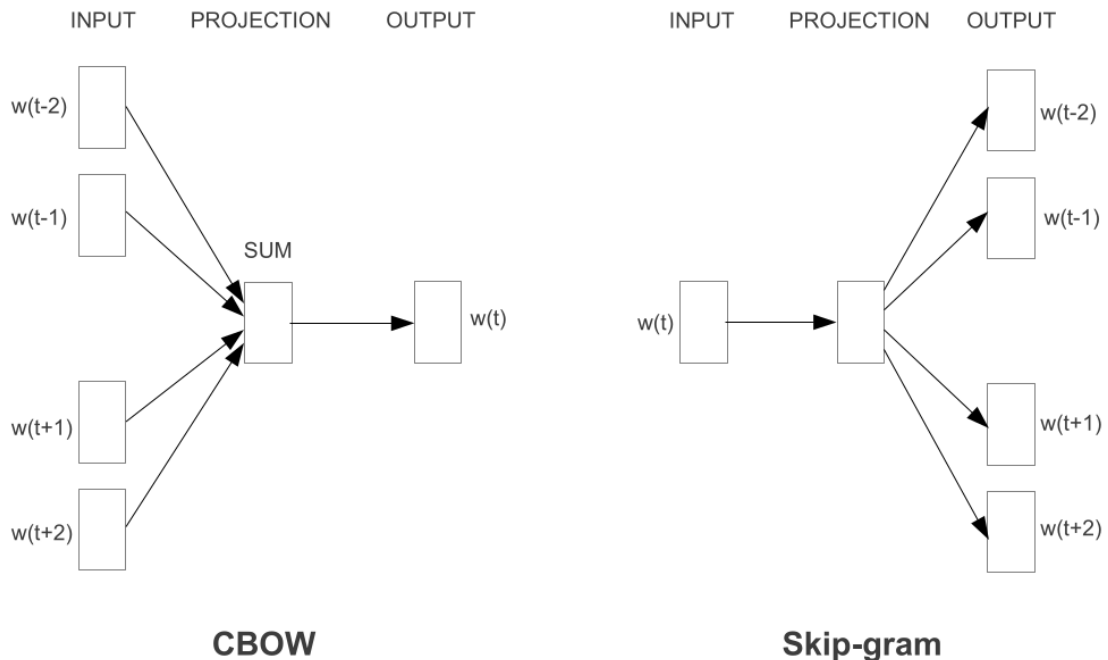 INPUT PROJECTION OUTPUT
w(t-2)
w(t-1)
SUM
w(t)
w(t+1)
w(t+2)
CBOW
INPUT PROJECTION OUTPUT
w(t-2)
w(t-1)
w(t)
w(t+1)
w(t+2)
Skip-gram